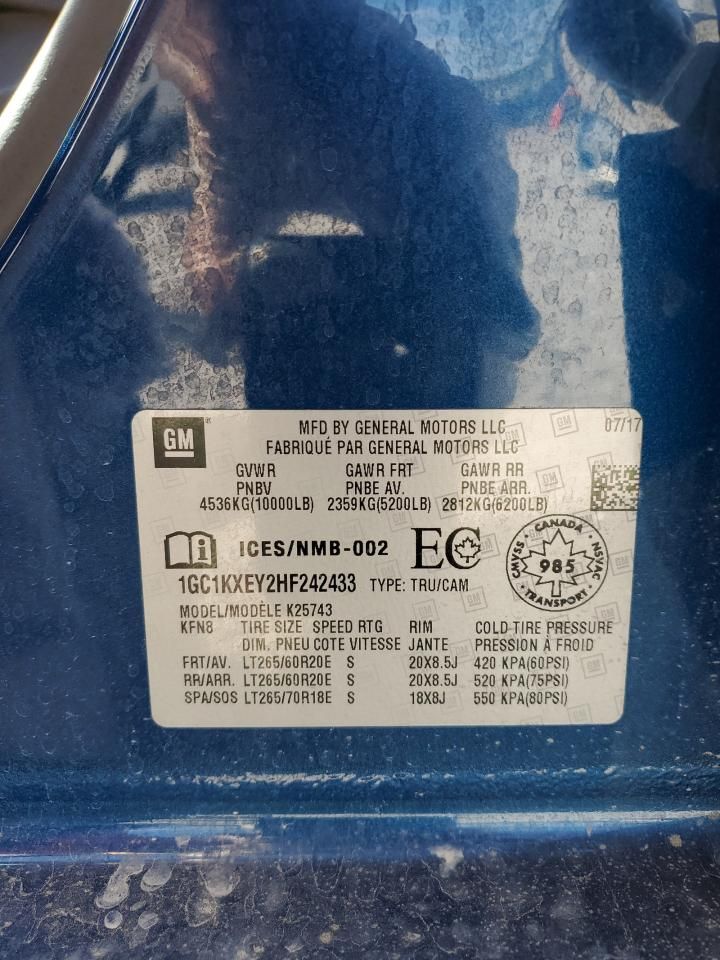 GM
MFD BY GENERAL MOTORS LLC 07/17
FABRIQUÉ PAR GENERAL MOTORS LLC
GVWR GAWR FRT GAWR RR
PNBV PNBE AV. PNBE ARR.
4536KG(10000LB) 2359KG(5200LB) 2812KG(6200LB)
ICES/NMB-002 EC
CANADA CMVSS NSVAC 985 TRANSPORT
1GC1KXEY2HF242433 TYPE: TRU/CAM
MODEL/MODÈLE K25743
KFN8 TIRE SIZE SPEED RTG RIM COLD TIRE PRESSURE
DIM. PNEU COTE VITESSE JANTE PRESSION À FROID
FRT/AV. LT265/60R20E S 20X8.5J 420 KPA(60PSI)
RR/ARR. LT265/60R20E S 20X8.5J 520 KPA(75PSI)
SPA/SOS LT265/70R18E S 18X8J 550 KPA(80PSI)